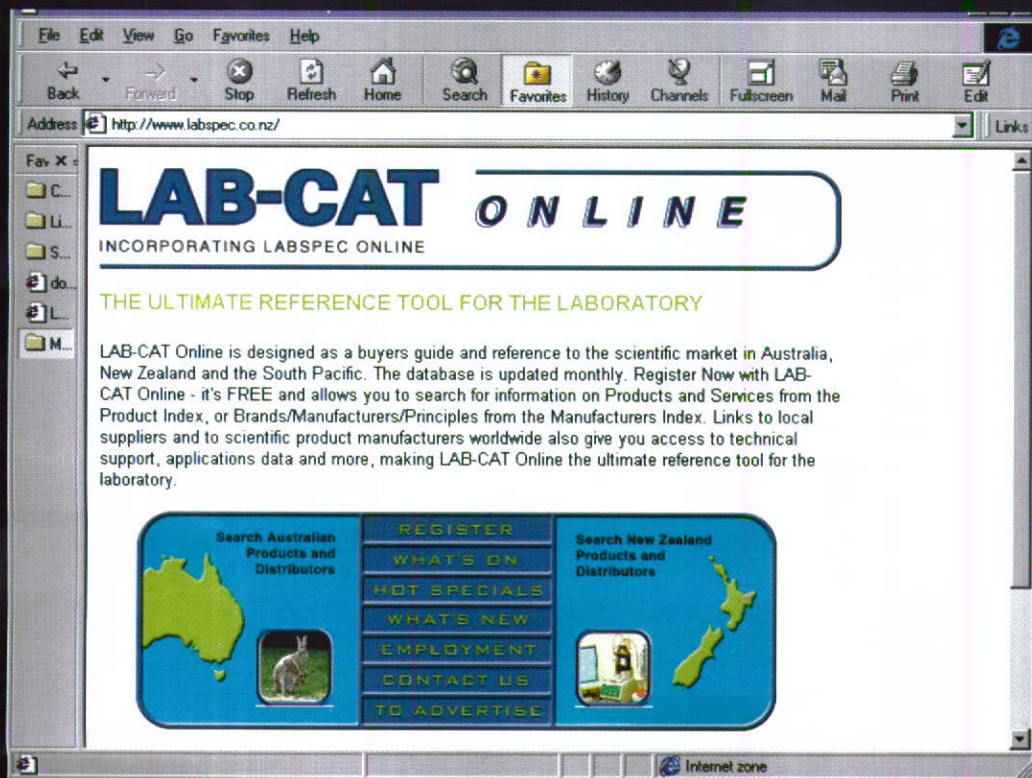 File Edit View Go Favorites Help
Back Forward Stop Refresh Home Search Favorites History Channels Fullscreen Mail Print Edit
Address http://www.labspec.co.nz/ Links
Fav
C...
Li...
S...
do...
L...
M...
LAB-CAT ONLINE
INCORPORATING LABSPEC ONLINE
THE ULTIMATE REFERENCE TOOL FOR THE LABORATORY
LAB-CAT Online is designed as a buyers guide and reference to the scientific market in Australia,
New Zealand and the South Pacific. The database is updated monthly. Register Now with LAB-
CAT Online - it's FREE and allows you to search for information on Products and Services from the
Product Index, or Brands/Manufacturers/Principles from the Manufacturers Index. Links to local
suppliers and to scientific product manufacturers worldwide also give you access to technical
support, applications data and more, making LAB-CAT Online the ultimate reference tool for the
laboratory.
Search Australian
Products and
Distributors
REGISTER
WHAT'S ON
HOT SPECIALS
WHAT'S NEW
EMPLOYMENT
CONTACT US
TO ADVERTISE
Search New Zealand
Products and
Distributors
Internet zone